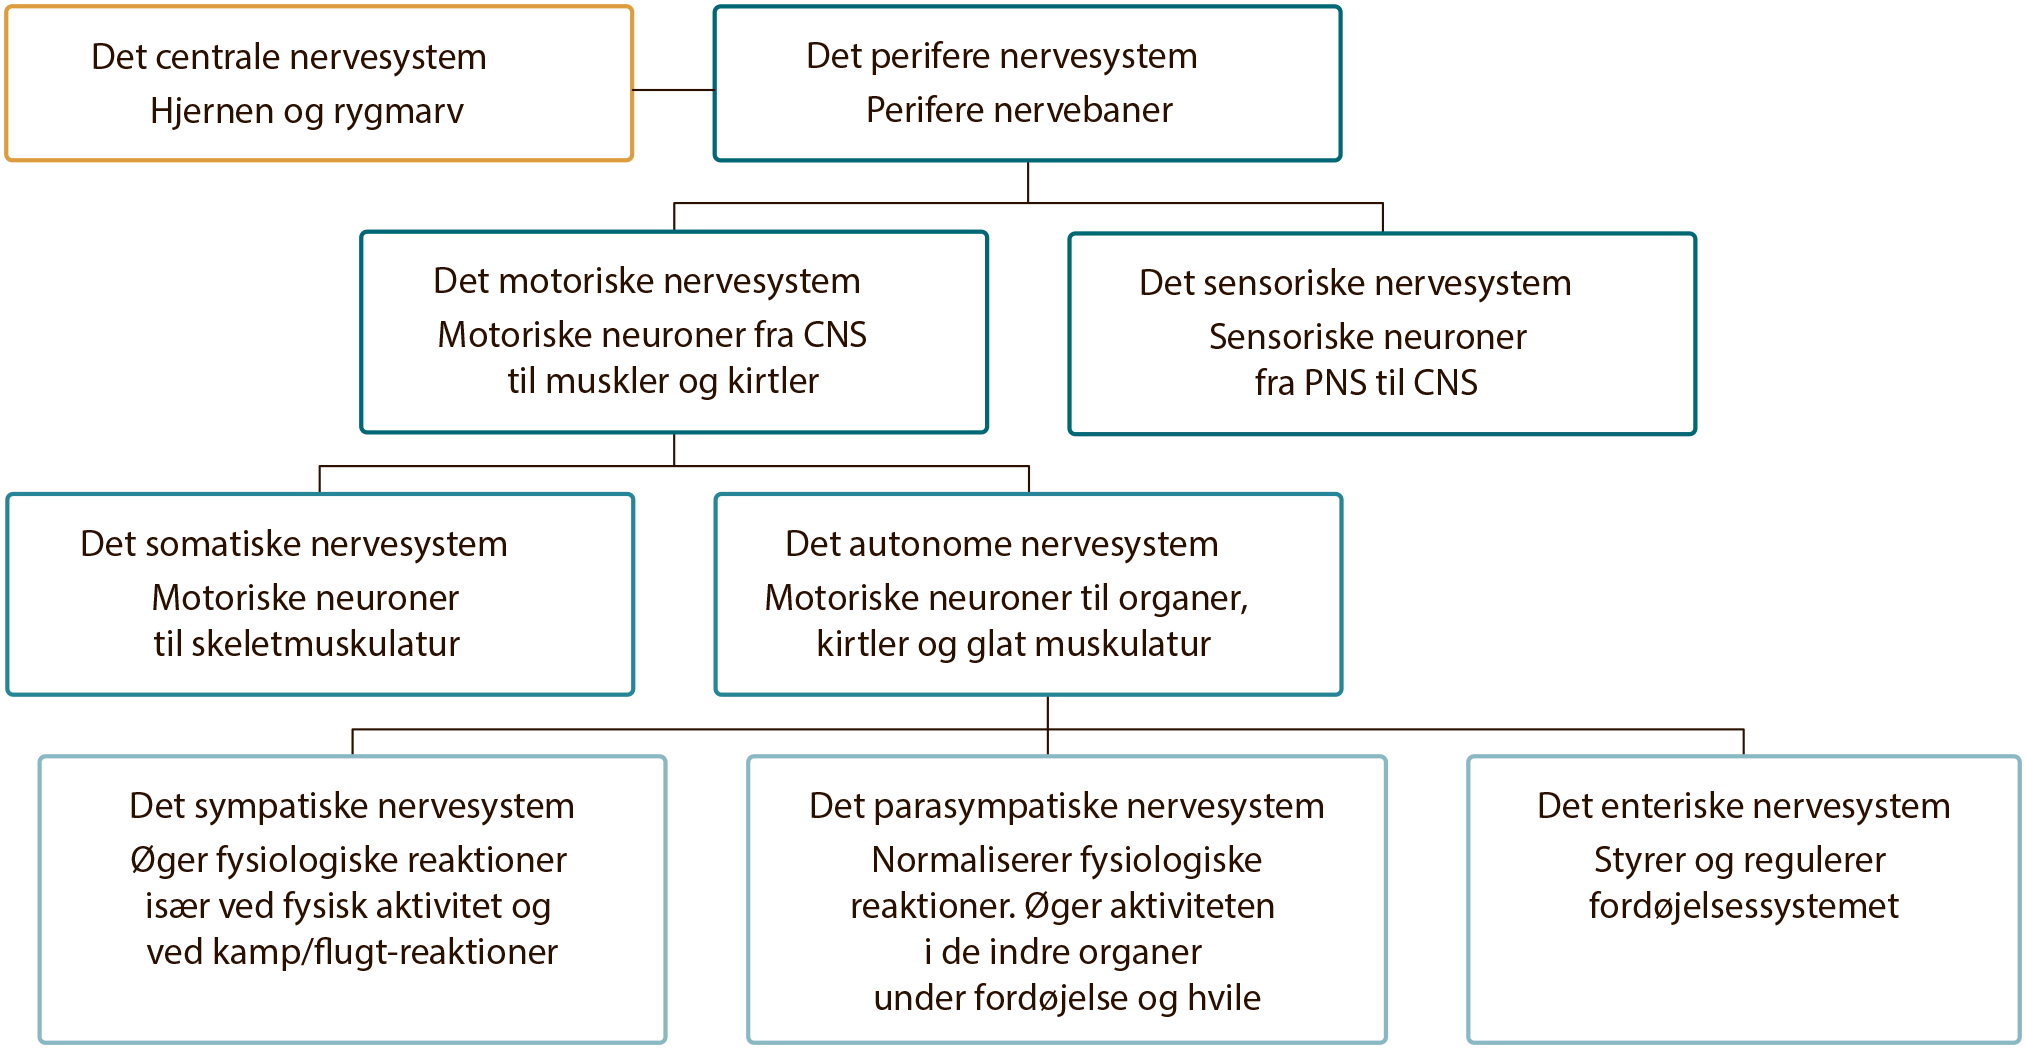 Det centrale nervesystem
Hjernen og rygmarv
Det perifere nervesystem
Perifere nervebaner
Det motoriske nervesystem
Motoriske neuroner fra CNS
til muskler og kirtler
Det sensoriske nervesystem
Sensoriske neuroner
fra PNS til CNS
Det somatiske nervesystem
Motoriske neuroner
til skeletmuskulatur
Det autonome nervesystem
Motoriske neuroner til organer,
kirtler og glat muskulatur
Det sympatiske nervesystem
Øger fysiologiske reaktioner
især ved fysisk aktivitet og
ved kamp/flugt-reaktioner
Det parasympatiske nervesystem
Normaliserer fysiologiske
reaktioner. Øger aktiviteten
i de indre organer
under fordøjelse og hvile
Det enteriske nervesystem
Styrer og regulerer
fordøjelsessystemet